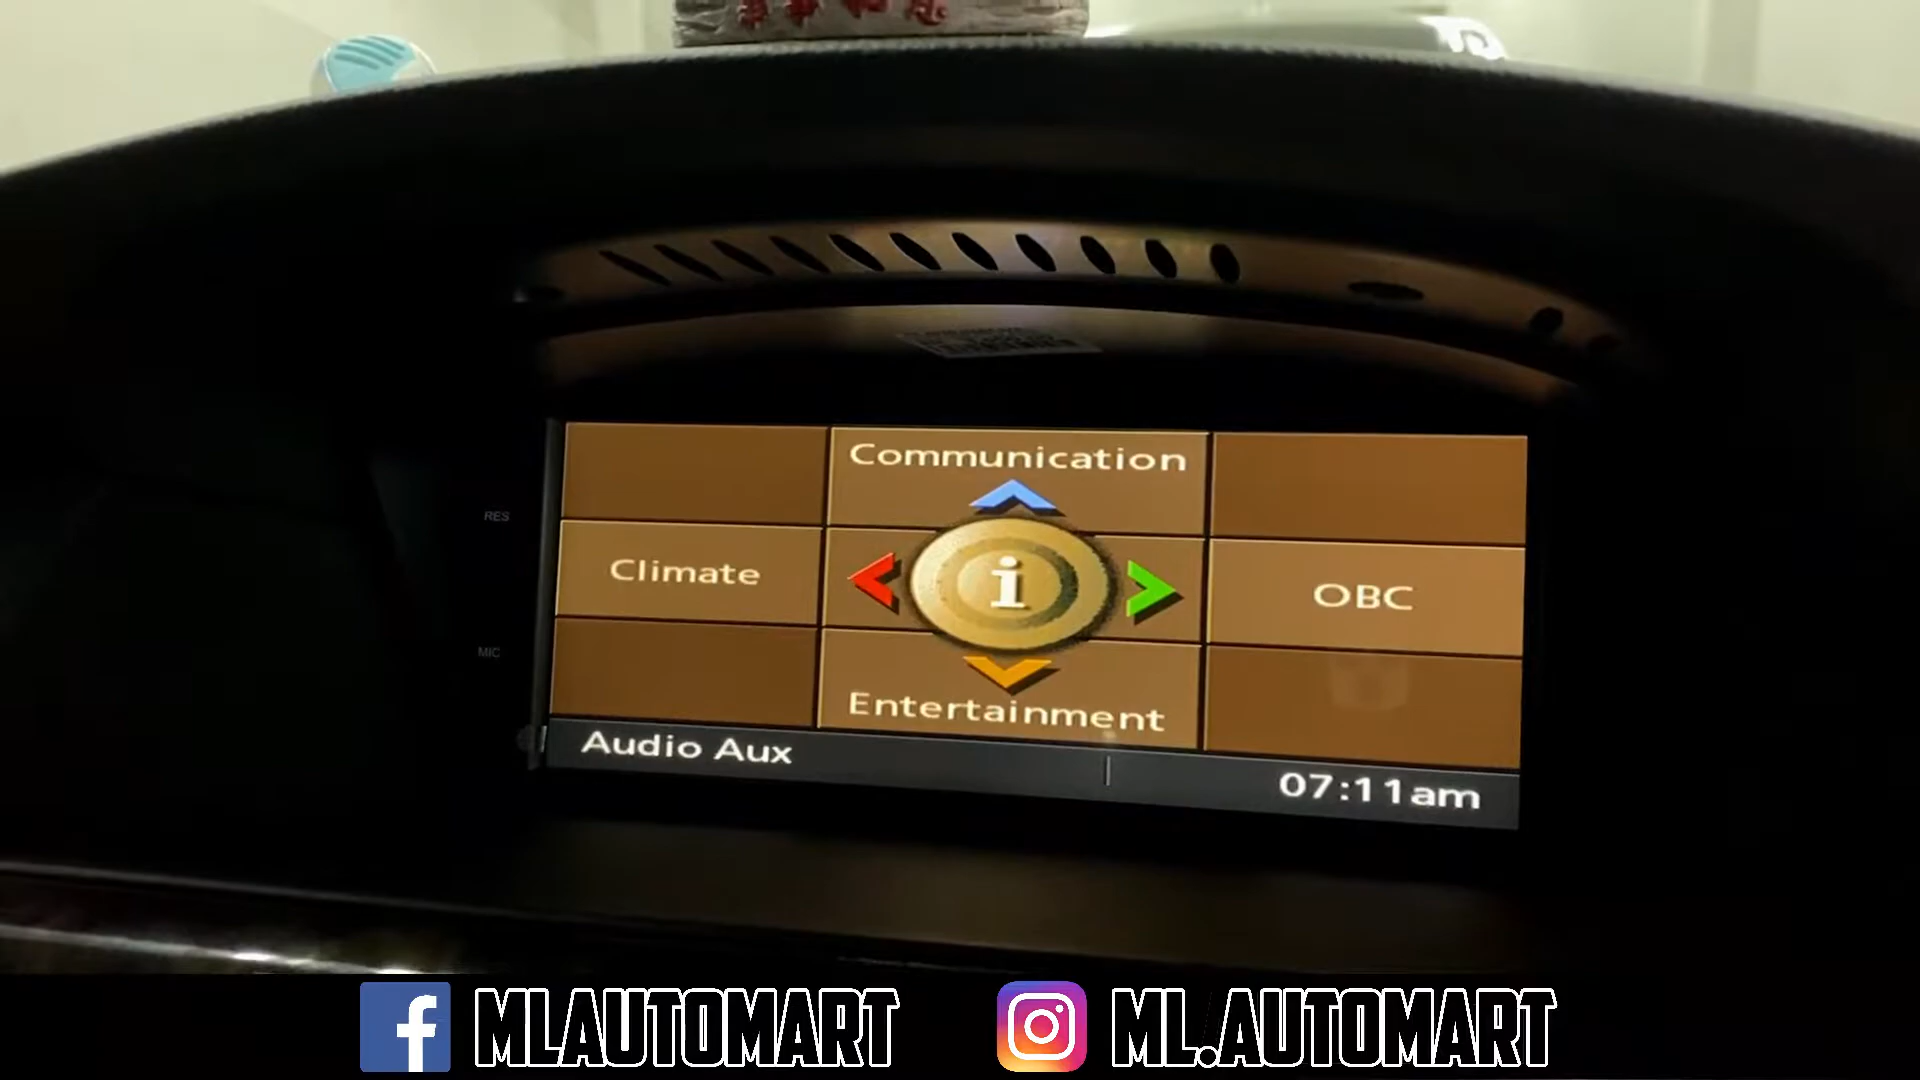 RES
MIC
Communication
Climate
i
OBC
Entertainment
Audio Aux
07:11am
MLAUTOMART
ML.AUTOMART